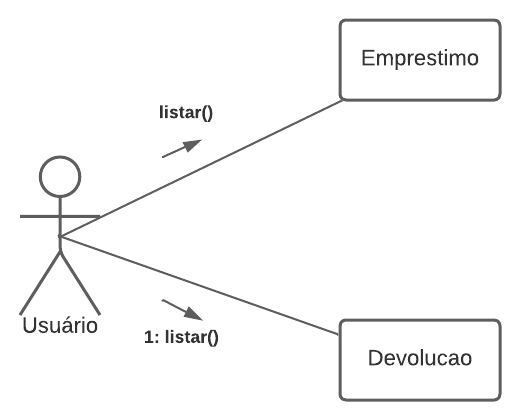 Emprestimo
listar()
Usuário
1: listar()
Devolucao